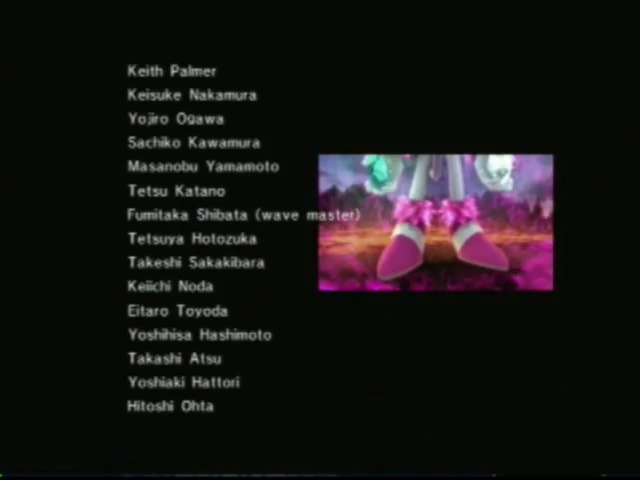 Keith Palmer
Keisuke Nakamura
Yojiro Ogawa
Sachiko Kawamura
Masanobu Yamamoto
Tetsu Katano
Fumitaka Shibata (wave master)
Tetsuya Hotozuka
Takeshi Sakakibara
Keiichi Noda
Eitaro Toyoda
Yoshihisa Hashimoto
Takashi Atsu
Yoshiaki Hattori
Hitoshi Ohta